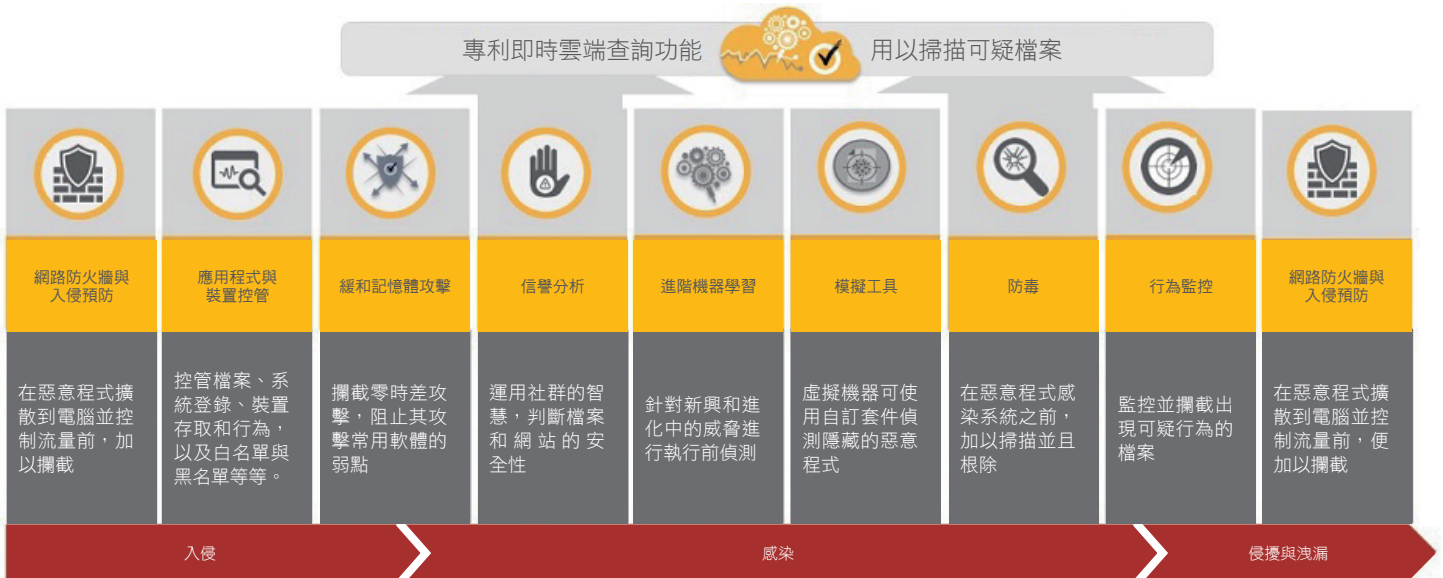 專利即時雲端查詢功能
用以掃描可疑檔案
網路防火牆與
入侵預防
應用程式與
裝置控管
緩和記憶體攻擊
信譽分析
進階機器學習
模擬工具
防毒
行為監控
網路防火牆與
入侵預防
在惡意程式擴
散到電腦並控
制流量前，加
以攔截
控管檔案、系
統登錄、裝置
存取和行為，
以及白名單與
黑名單等等。
攔截零時差攻
擊，阻止其攻
擊常用軟體的
弱點
運用社群的智
慧，判斷檔案
和網站的安
全性
針對新興和進
化中的威脅進
行執行前偵測
虛擬機器可使
用自訂套件偵
測隱藏的惡意
程式
在惡意程式感
染系統之前，
加以掃描並且
根除
監控並攔截出
現可疑行為的
檔案
在惡意程式擴
散到電腦並控
制流量前，便
加以攔截
入侵
感染
侵擾與洩漏